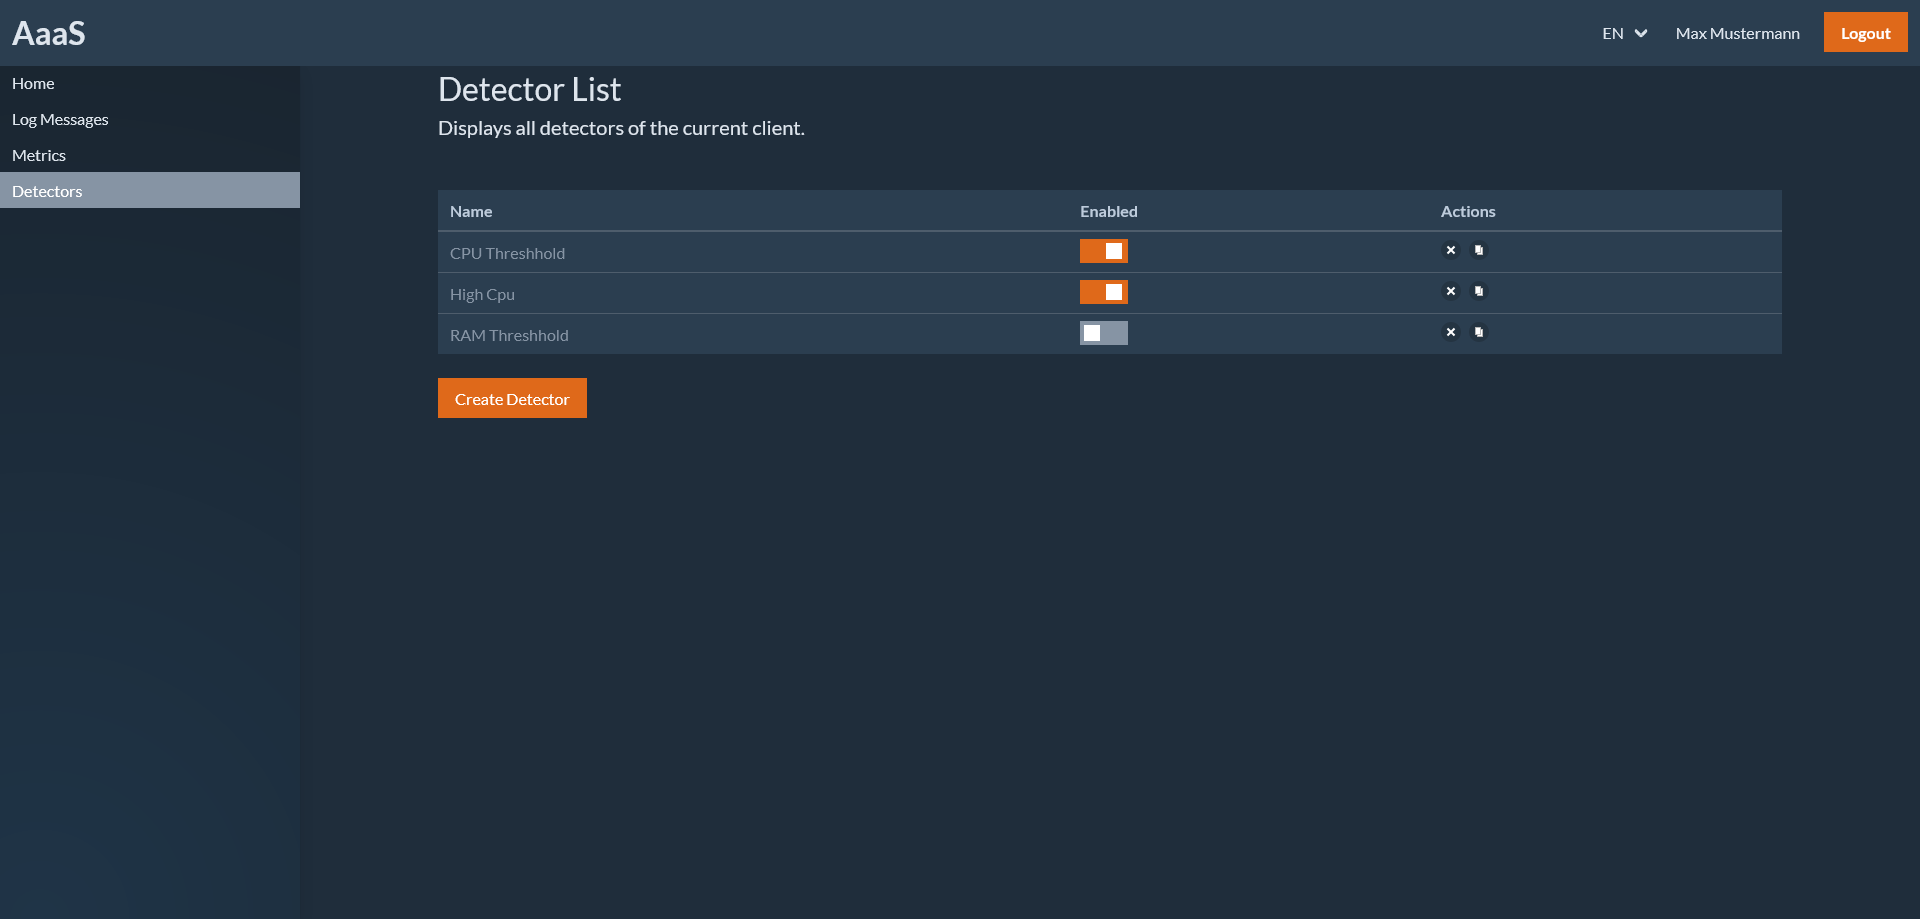 AaaS
EN
Max Mustermann
Logout
Home
Log Messages
Metrics
Detectors
Detector List
Displays all detectors of the current client.
Name Enabled Actions
CPU Threshhold
High Cpu
RAM Threshhold
Create Detector